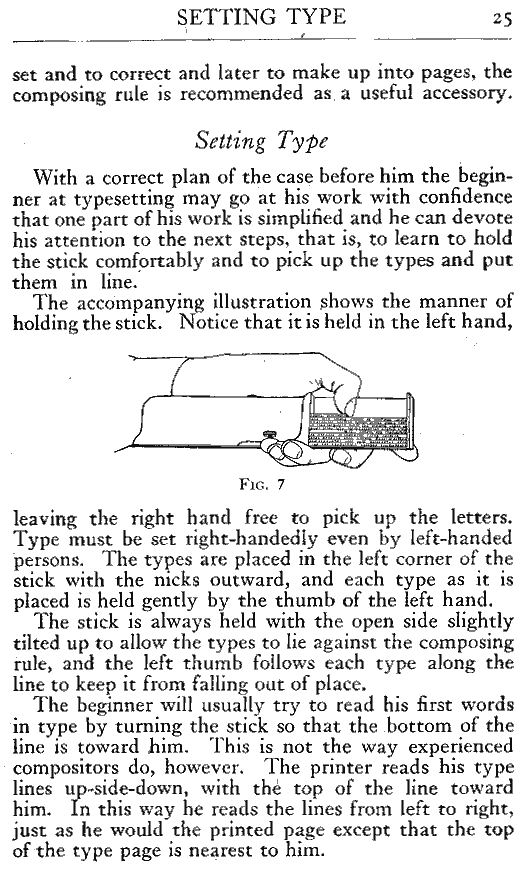 SETTING TYPE 25
set and to correct and later to make up into pages, the
composing rule is recommended as a useful accessory.
Setting Type
With a correct plan of the case before him the begin-
ner at typesetting may go at his work with confidence
that one part of his work is simplified and he can devote
his attention to the next steps, that is, to learn to hold
the stick comfortably and to pick up the types and put
them in line.
The accompanying illustration shows the manner of
holding the stick. Notice that it is held in the left hand,
FIG. 7
leaving the right hand free to pick up the letters.
Type must be set right-handedly even by left-handed
persons. The types are placed in the left corner of the
stick with the nicks outward, and each type as it is
placed is held gently by the thumb of the left hand.
The stick is always held with the open side slightly
tilted up to allow the types to lie against the composing
rule, and the left thumb follows each type along the
line to keep it from falling out of place.
The beginner will usually try to read his first words
in type by turning the stick so that the bottom of the
line is toward him. This is not the way experienced
compositors do, however. The printer reads his type
lines up-side-down, with the top of the line toward
him. In this way he reads the lines from left to right,
just as he would the printed page except that the top
of the type page is nearest to him.